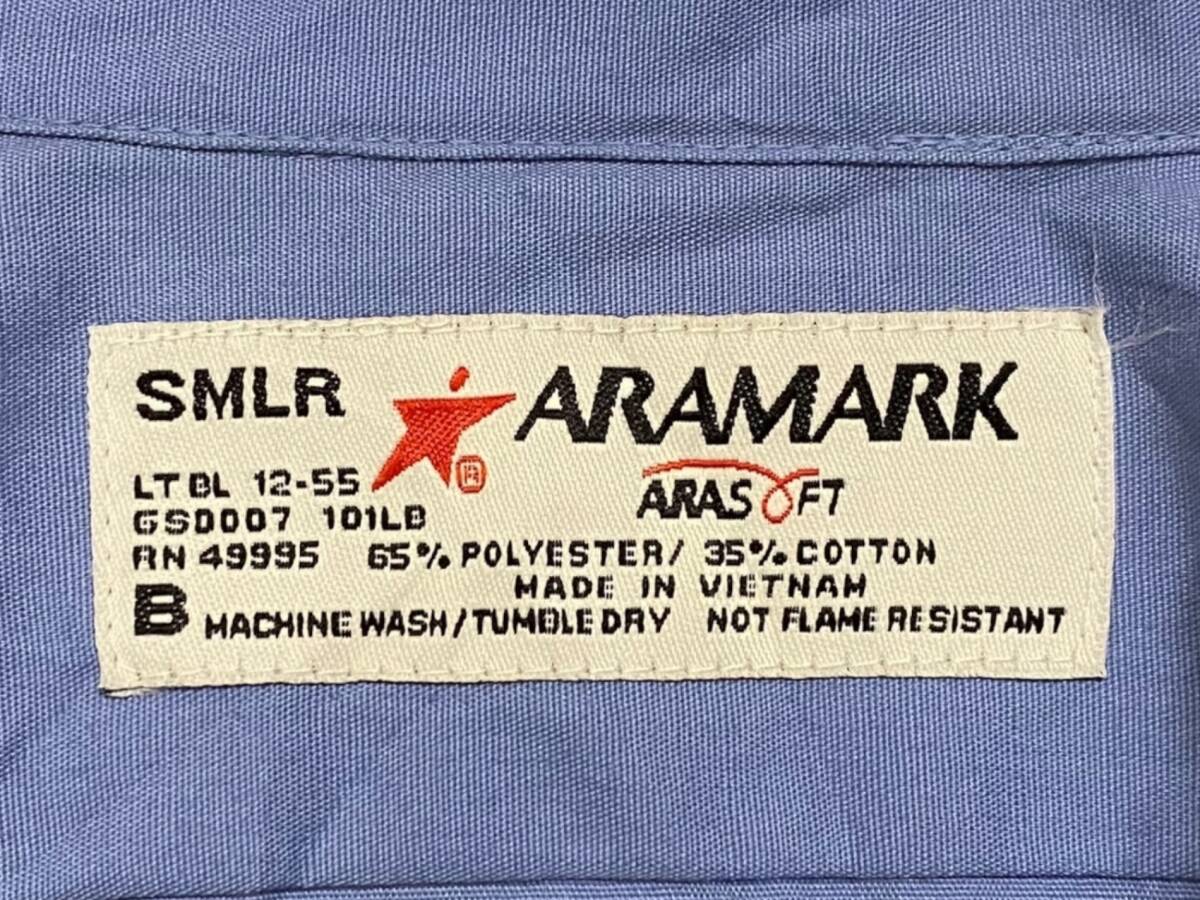 SMLR ARAMARK
LT BL 12-55 ® ARASOFT
GS0007 101LB
RN 49995 65% POLYESTER/ 35% COTTON
MADE IN VIETNAM
B MACHINE WASH/TUMBLE DRY NOT FLAME RESISTANT